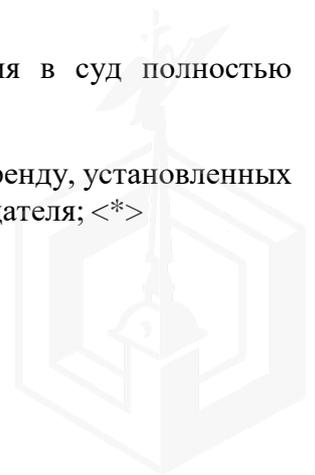 ия в суд полностью
ренду, установленных
дателя; <*>